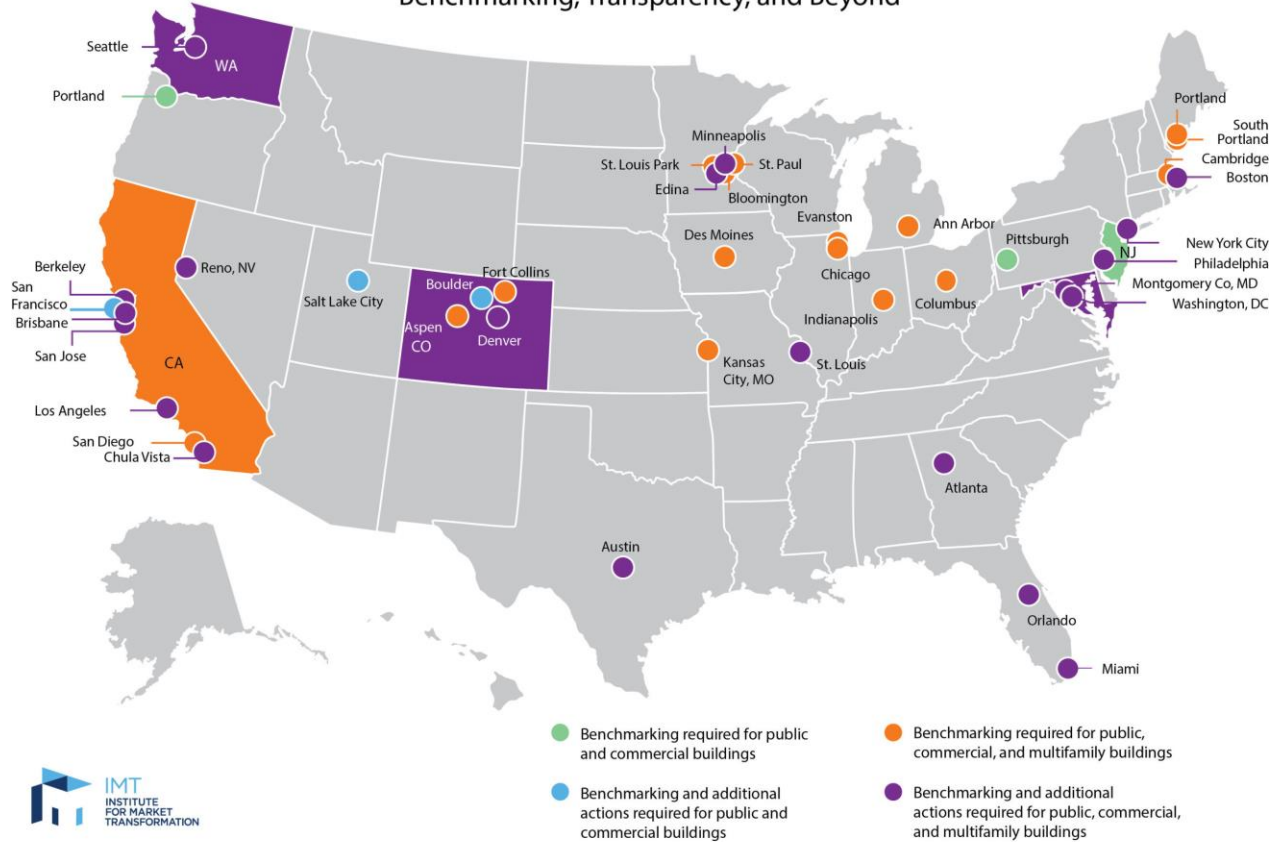 Benchmarking, Transparency, and Beyond
Seattle
WA
Portland
Berkeley
San
Francisco
Brisbane
San Jose
Reno, NV
CA
Los Angeles
San Diego
Chula Vista
Salt Lake City
Fort Collins
Boulder
Aspen
CO
Denver
Minneapolis
St. Louis Park
St. Paul
Edina
Bloomington
Des Moines
Evanston
Chicago
Ann Arbor
Indianapolis
Columbus
Kansas
City, MO
St. Louis
Pittsburgh
NJ
Portland
South
Portland
Cambridge
Boston
New York City
Philadelphia
Montgomery Co, MD
Washington, DC
Atlanta
Austin
Orlando
Miami
Benchmarking required for public
and commercial buildings
Benchmarking and additional
actions required for public and
commercial buildings
Benchmarking required for public,
commercial, and multifamily buildings
Benchmarking and additional
actions required for public, commercial,
and multifamily buildings
IMT
INSTITUTE
FOR MARKET
TRANSFORMATION